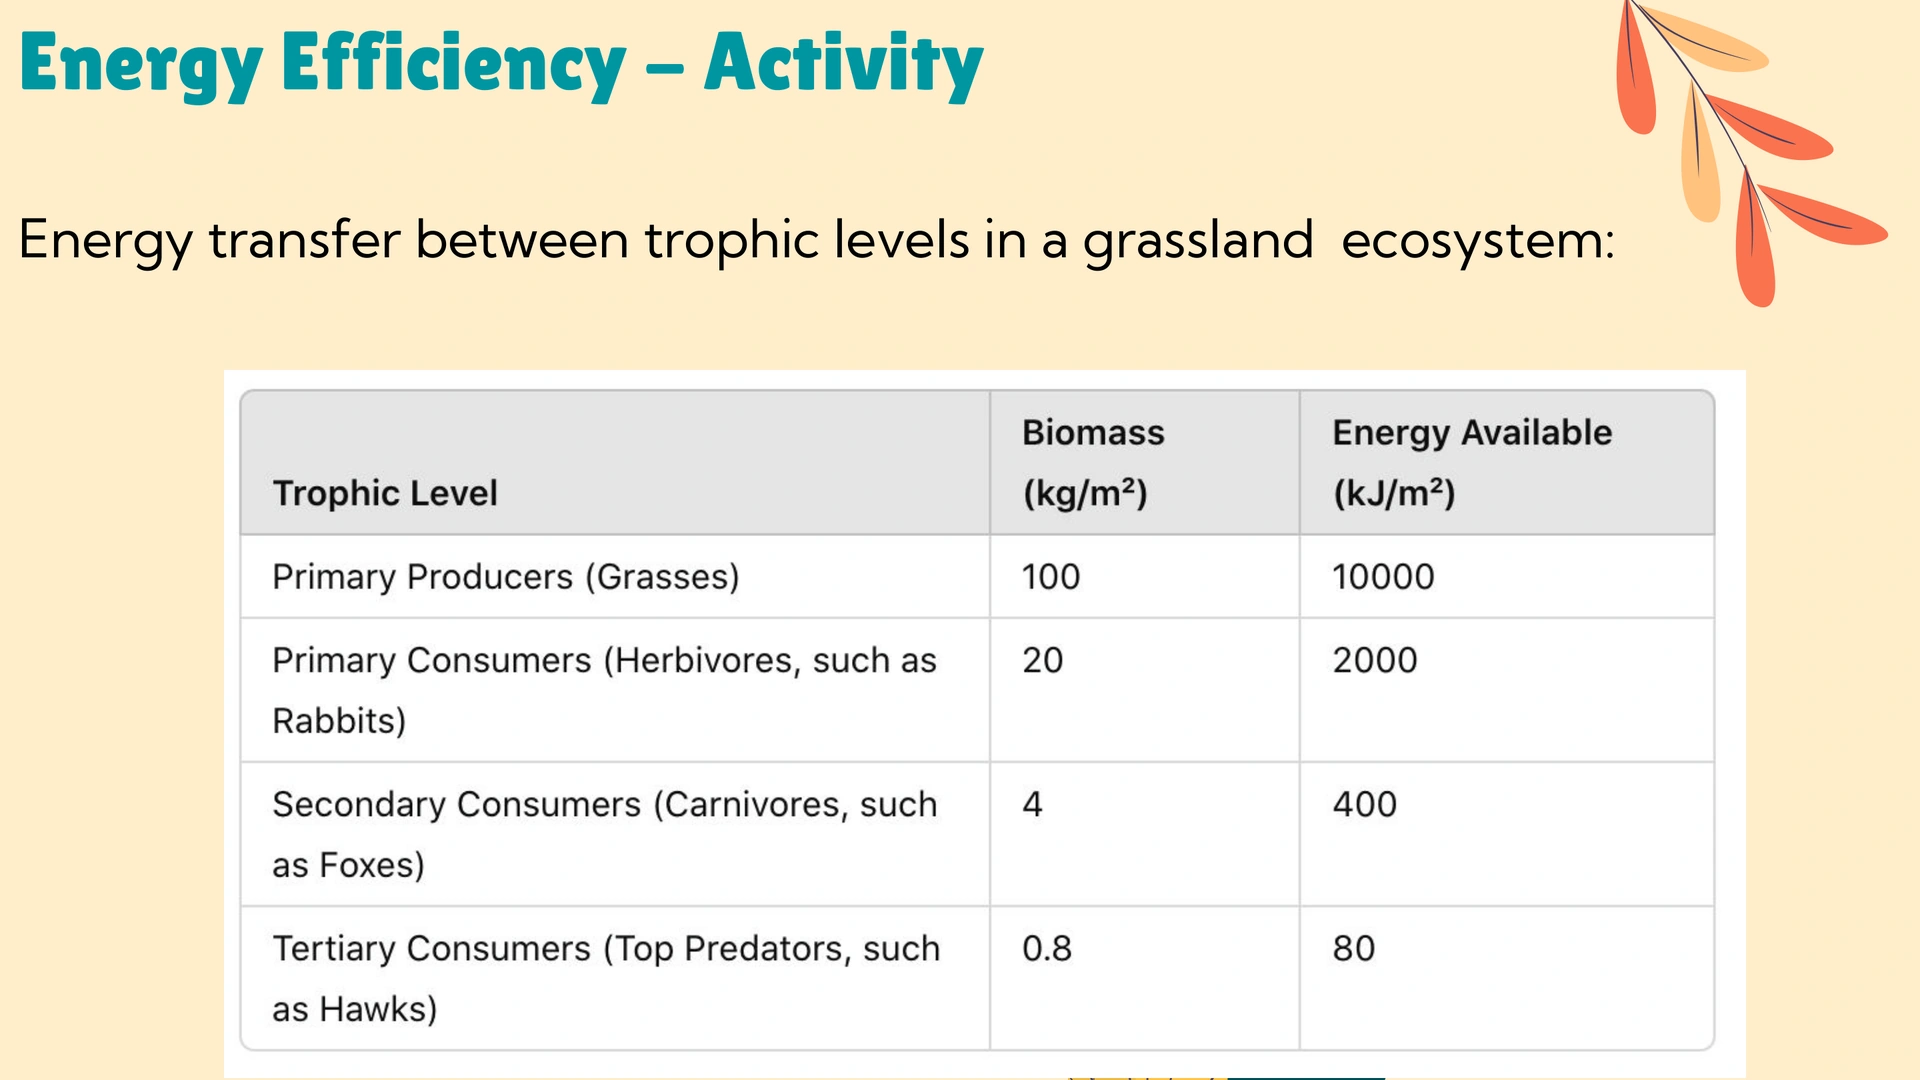 Energy Efficiency – Activity
Energy transfer between trophic levels in a grassland  ecosystem:
Trophic Level
Biomass
(kg/m²)
Energy Available
(kJ/m²)
Primary Producers (Grasses)
100
10000
Primary Consumers (Herbivores, such as
Rabbits)
20
2000
Secondary Consumers (Carnivores, such
as Foxes)
4
400
Tertiary Consumers (Top Predators, such
as Hawks)
0.8
80